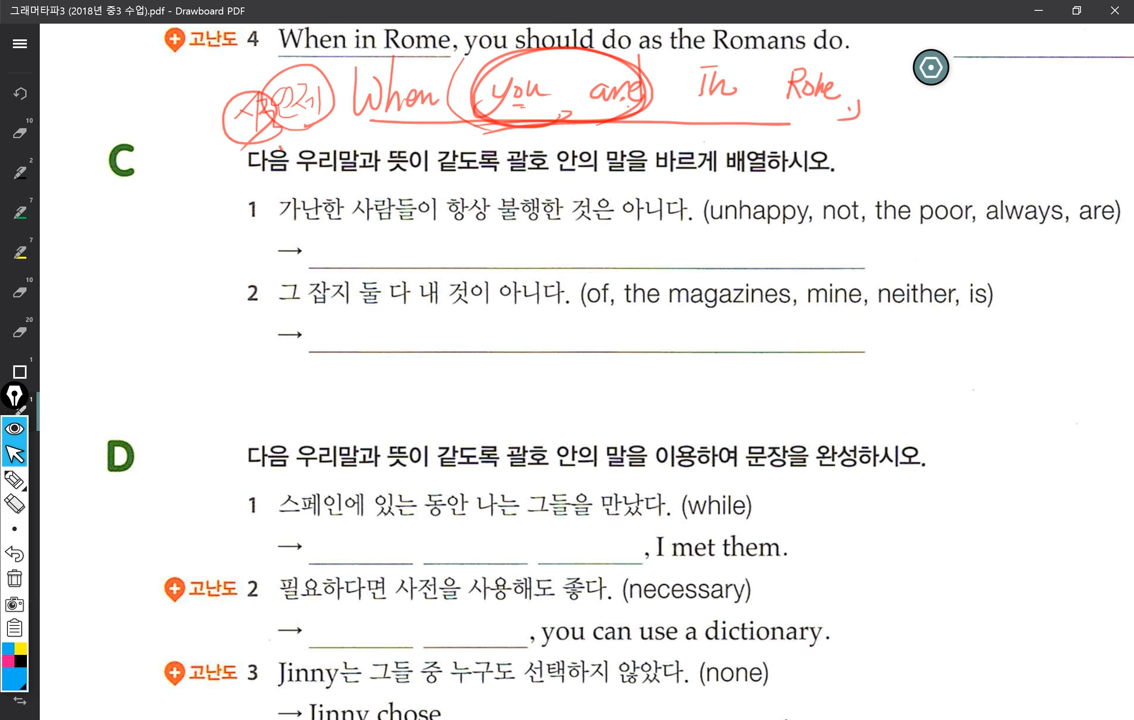 그래머타파3 (2018년 중3 수업).pdf - Drawboard PDF
고난도 4 When in Rome, you should do as the Romans do.
언제 When (you are) in Rome,
C 다음 우리말과 뜻이 같도록 괄호 안의 말을 바르게 배열하시오.
1 가난한 사람들이 항상 불행한 것은 아니다. (unhappy, not, the poor, always, are)
→
2 그 잡지 둘 다 내 것이 아니다. (of, the magazines, mine, neither, is)
→
D 다음 우리말과 뜻이 같도록 괄호 안의 말을 이용하여 문장을 완성하시오.
1 스페인에 있는 동안 나는 그들을 만났다. (while)
→ , I met them.
고난도 2 필요하다면 사전을 사용해도 좋다. (necessary)
→ , you can use a dictionary.
고난도 3 Jinny는 그들 중 누구도 선택하지 않았다. (none)
→ Jinny chose
10
2
7
7
10
20
1
1